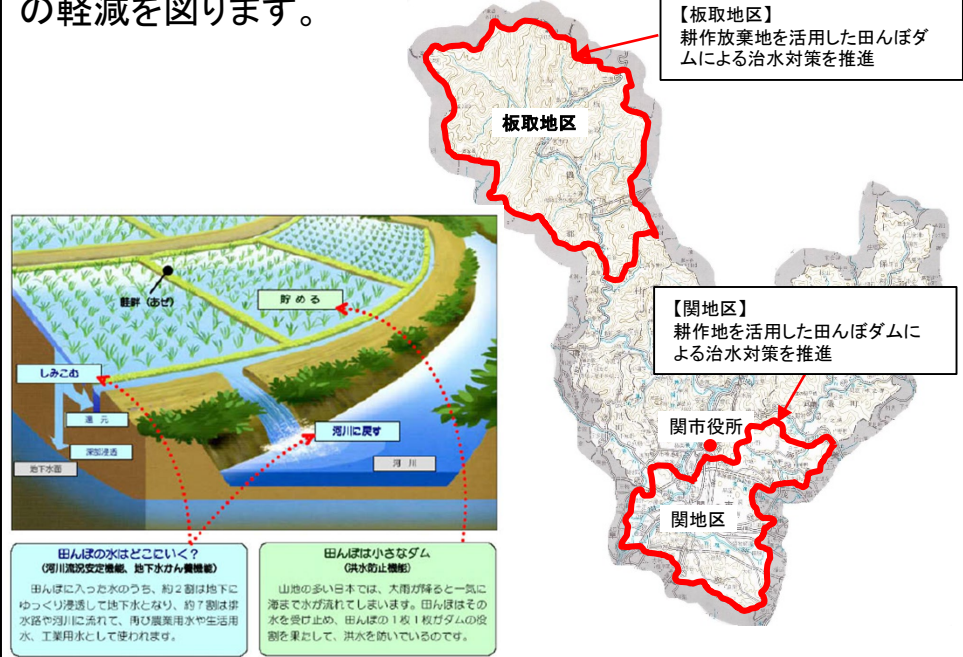 の軽減を図ります。
【板取地区】
耕作放棄地を活用した田んぼダ
ムによる治水対策を推進
板取地区
畦畔（あぜ）
貯める
しみこむ
還元
深部浸透
地下水面
河川に戻す
河川
【関地区】
耕作地を活用した田んぼダムに
よる治水対策を推進
関市役所
関地区
田んぼの水はどこにいく？
（河川流況安定機能、地下水かん養機能）
田んぼに入った水のうち、約２割は地下に
ゆっくり浸透して地下水となり、約７割は排
水路や河川に流れて、再び農業用水や生活用
水、工業用水として使われます。
田んぼは小さなダム
（洪水防止機能）
山地の多い日本では、大雨が降ると一気に
海まで水が流れてしまいます。田んぼはその
水を受け止め、田んぼの１枚１枚がダムの役
割を果たして、洪水を防いでいるのです。